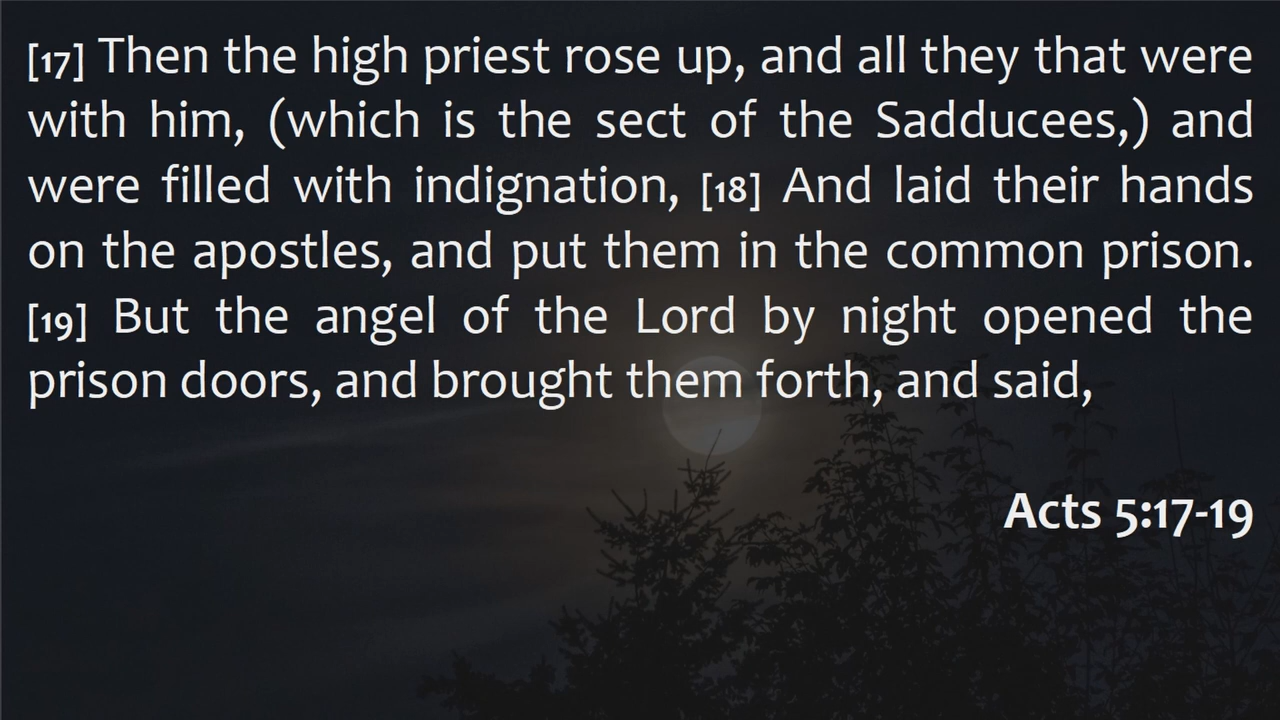 [17] Then the high priest rose up, and all they that were
with him, (which is the sect of the Sadducees,) and
were filled with indignation, [18] And laid their hands
on the apostles, and put them in the common prison.
[19] But the angel of the Lord by night opened the
prison doors, and brought them forth, and said,
Acts 5:17-19